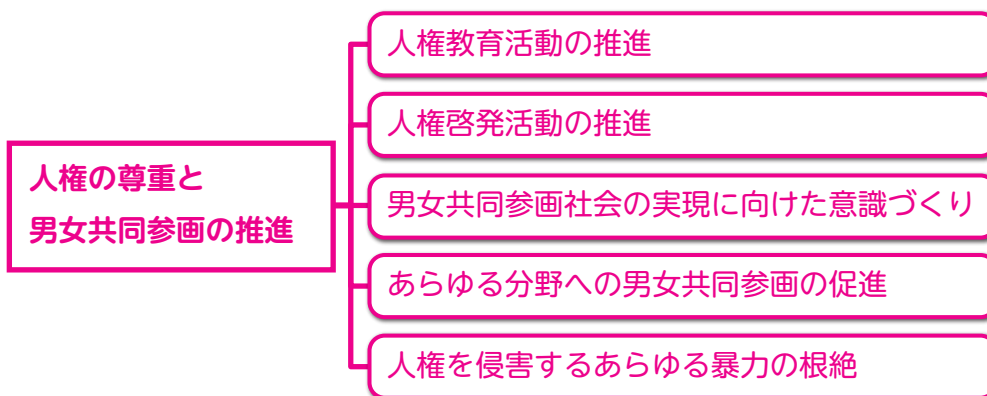 人権の尊重と
男女共同参画の推進
人権教育活動の推進
人権啓発活動の推進
男女共同参画社会の実現に向けた意識づくり
あらゆる分野への男女共同参画の促進
人権を侵害するあらゆる暴力の根絶